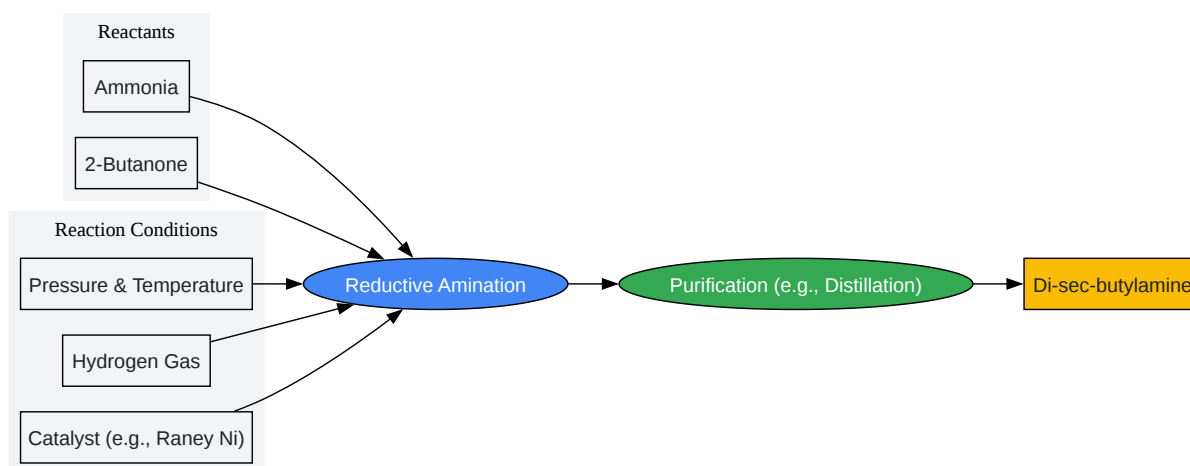 Reactants
Ammonia
2-Butanone
Reaction Conditions
Pressure & Temperature
Hydrogen Gas
Catalyst (e.g., Raney Ni)
Reductive Amination
Purification (e.g., Distillation)
Di-sec-butylamine